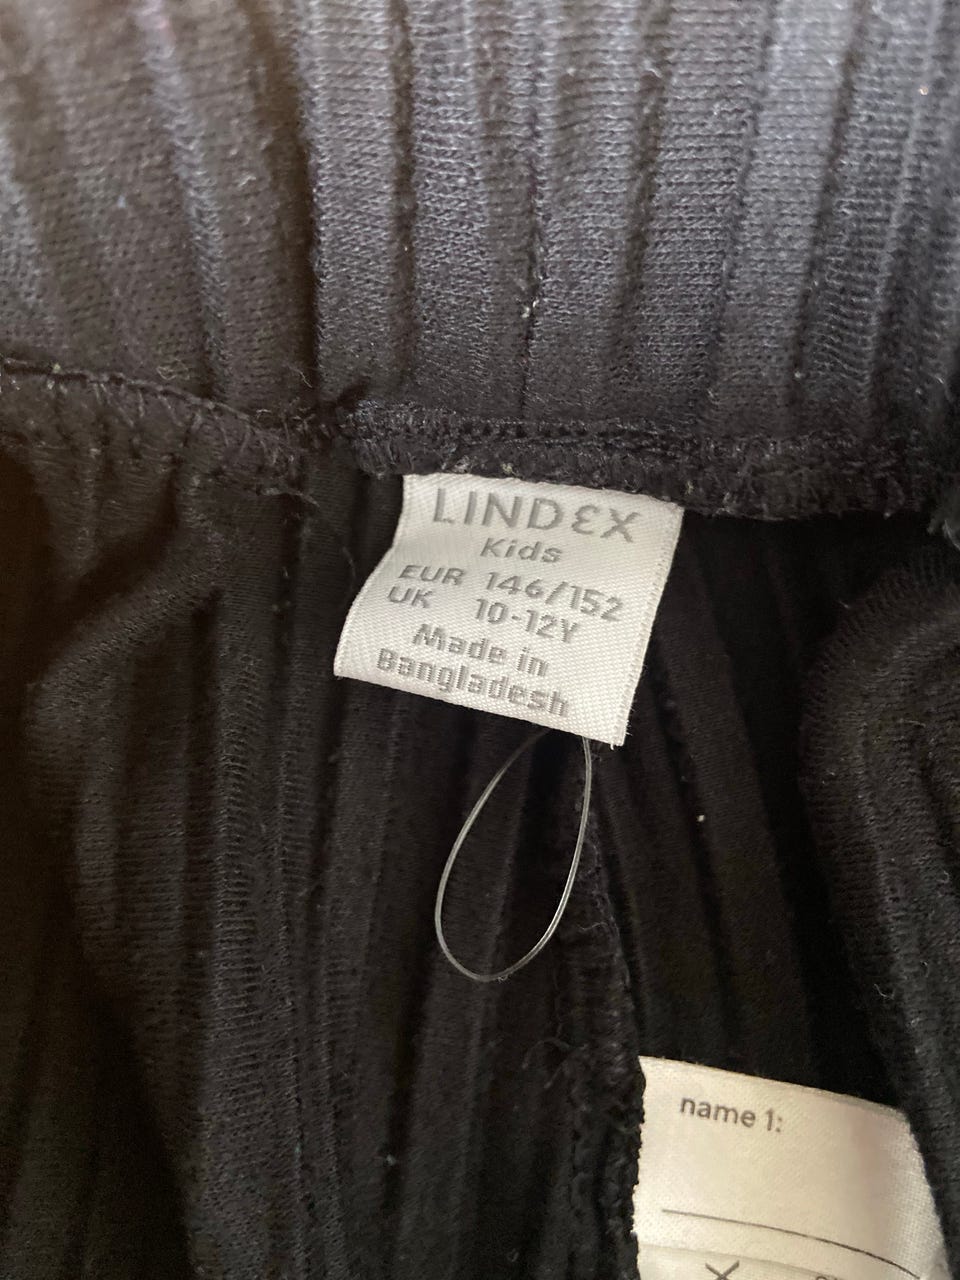 LINDEX
Kids
EUR 146/152
UK 10-12Y
Made in
Bangladesh
name 1: